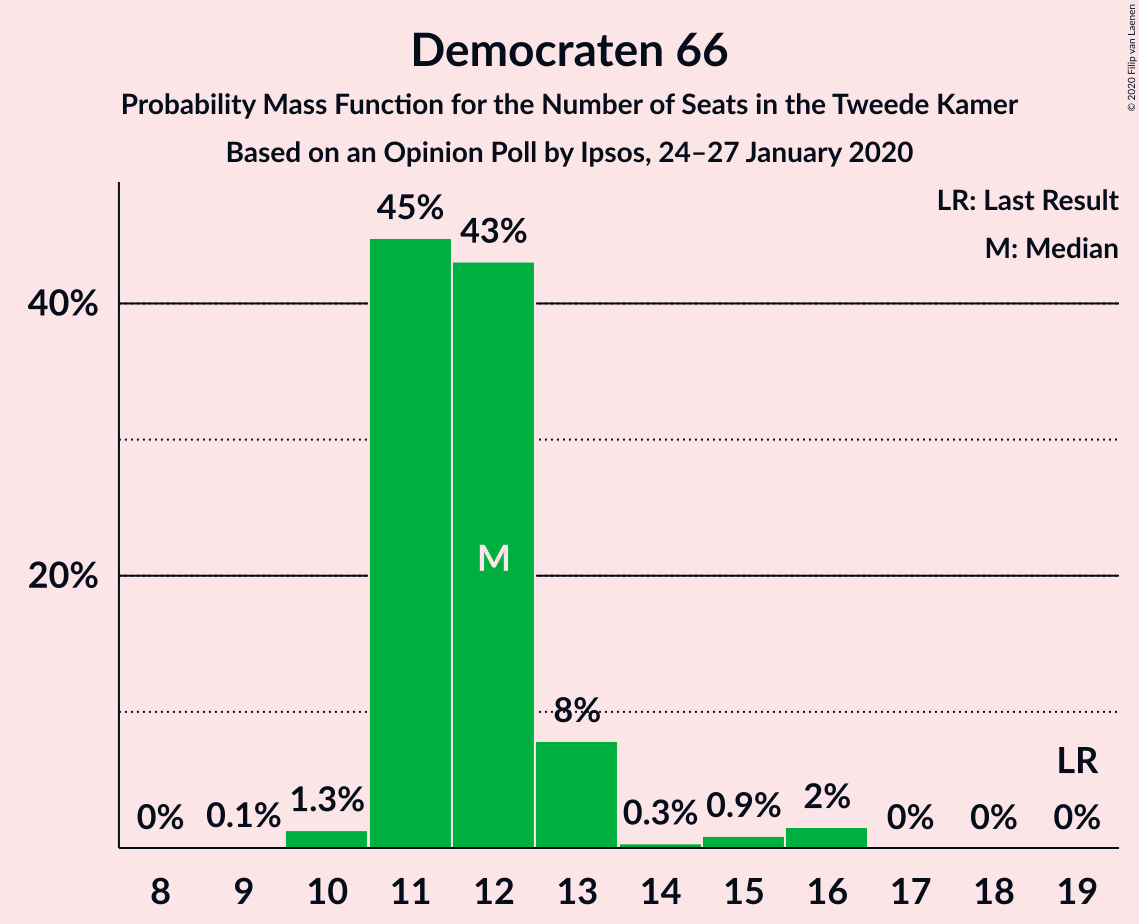 Democraten 66
Probability Mass Function for the Number of Seats in the Tweede Kamer
Based on an Opinion Poll by Ipsos, 24–27 January 2020
© 2020 Filip van Laenen
LR: Last Result
M: Median
45%
43%
40%
M
20%
8%
LR
0%
0.1%
1.3%
0.3%
0.9%
2%
0%
0%
0%
8 9 10 11 12 13 14 15 16 17 18 19